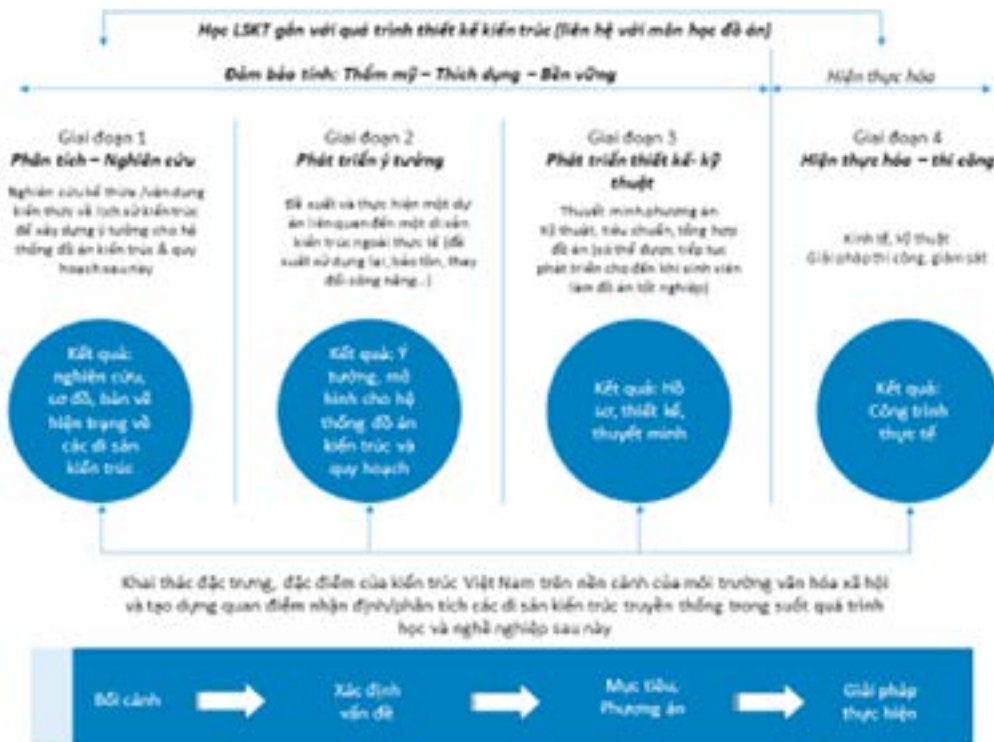 Học LSKT gắn với quá trình thiết kế kiến trúc (liên hệ với môn học đồ án)
Đảm bảo tính: Thẩm mỹ – Thích dụng – Bền vững
Hiện thực hóa
Giai đoạn 1
Phân tích – Nghiên cứu
Nghiên cứu kế thừa /vận dụng
kiến thức về lịch sử kiến trúc
để xây dựng ý tưởng cho hệ
thống đồ án kiến trúc & quy
hoạch sau này
Giai đoạn 2
Phát triển ý tưởng
Đề xuất và thực hiện một dự
án liên quan đến một di sản
kiến trúc ngoài thực tế (đề
xuất sử dụng lại, bảo tồn, thay
đổi công năng...)
Giai đoạn 3
Phát triển thiết kế- kỹ
thuật
Thuyết minh phương án
Kỹ thuật, tiêu chuẩn, tổng hợp
đồ án (có thể được tiếp tục
phát triển cho đến khi sinh viên
làm đồ án tốt nghiệp)
Giai đoạn 4
Hiện thực hóa – thi công
Kinh tế, kỹ thuật
Giải pháp thi công, giám sát
Kết quả:
nghiên cứu,
sơ đồ, bản vẽ
hiện trạng về
các di sản
kiến trúc
Kết quả: Ý
tưởng, mô
hình cho hệ
thống đồ án
kiến trúc và
quy hoạch
Kết quả: Hồ
sơ, thiết kế,
thuyết minh
Kết quả:
Công trình
thực tế
Khai thác đặc trưng, đặc điểm của kiến trúc Việt Nam trên nền cảnh của môi trường văn hóa xã hội
và tạo dựng quan điểm nhận định/phân tích các di sản kiến trúc truyền thống trong suốt quá trình
học và nghề nghiệp sau này
Bối cảnh
Xác định
vấn đề
Mục tiêu,
Phương án
Giải pháp
thực hiện